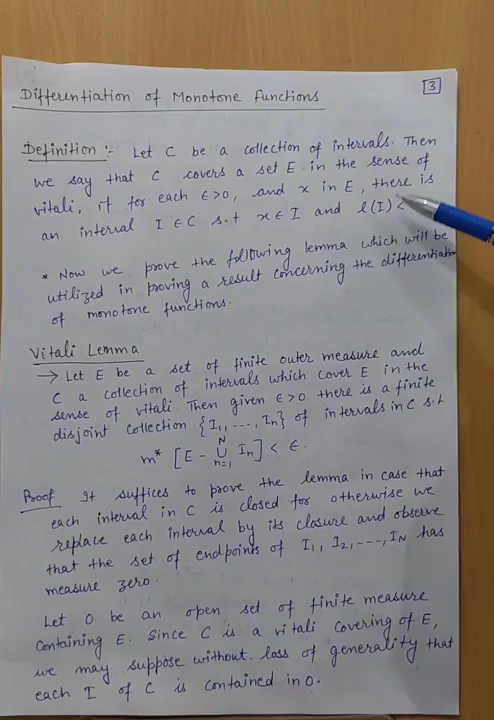 3
Differentiation of Monotone Functions
Definition :- Let C be a collection of intervals. Then
we say that C covers a set E in the sense of
vitali, if for each ϵ>0, and x in E, there is
an interval I ∈ C s.t x ∈ I and l(I) <
* Now we prove the following lemma which will be
utilized in proving a result concerning the differentiation
of monotone functions.
Vitali Lemma
→ Let E be a set of finite outer measure and
C a collection of intervals which cover E in the
sense of vitali. Then given ϵ>0 there is a finite
disjoint collection {I₁, ---, Iₙ} of intervals in C s.t
m* [E - ⋃ₙ₌₁ᴺ Iₙ] < ϵ.
Proof It suffices to prove the lemma in case that
each interval in C is closed for otherwise we
replace each interval by its closure and observe
that the set of endpoints of I₁, I₂, ----, I_N has
measure zero.
Let O be an open set of finite measure
containing E. Since C is a vitali covering of E,
we may suppose without loss of generality that
each I of C is contained in O.